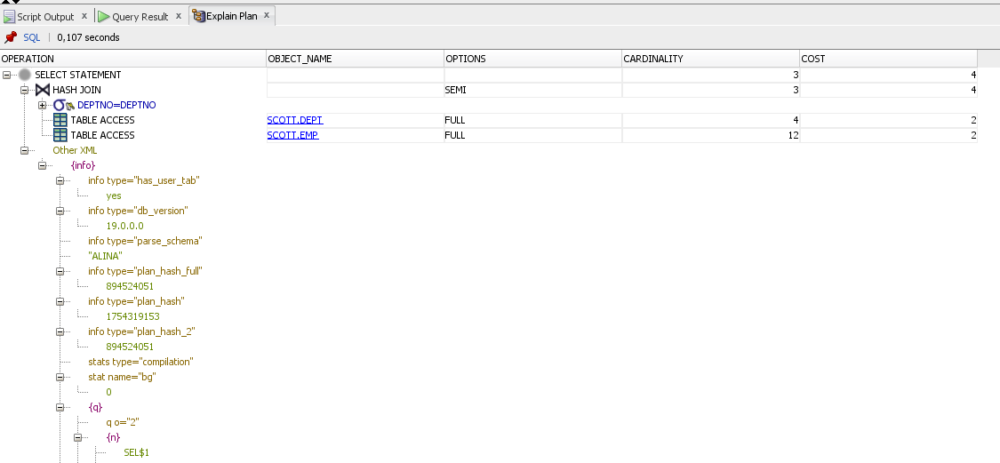 Script Output x Query Result x Explain Plan x
SQL 0,107 seconds
OPERATION OBJECT_NAME OPTIONS CARDINALITY COST
SELECT STATEMENT 3 4
HASH JOIN SEMI 3 4
DEPTNO=DEPTNO
TABLE ACCESS SCOTT.DEPT FULL 4 2
TABLE ACCESS SCOTT.EMP FULL 12 2
Other XML
{info}
info type="has_user_tab"
yes
info type="db_version"
19.0.0.0
info type="parse_schema"
"ALINA"
info type="plan_hash_full"
894524051
info type="plan_hash"
1754319153
info type="plan_hash_2"
894524051
stats type="compilation"
stat name="bg"
0
{q}
q o="2"
{n}
SEL$1